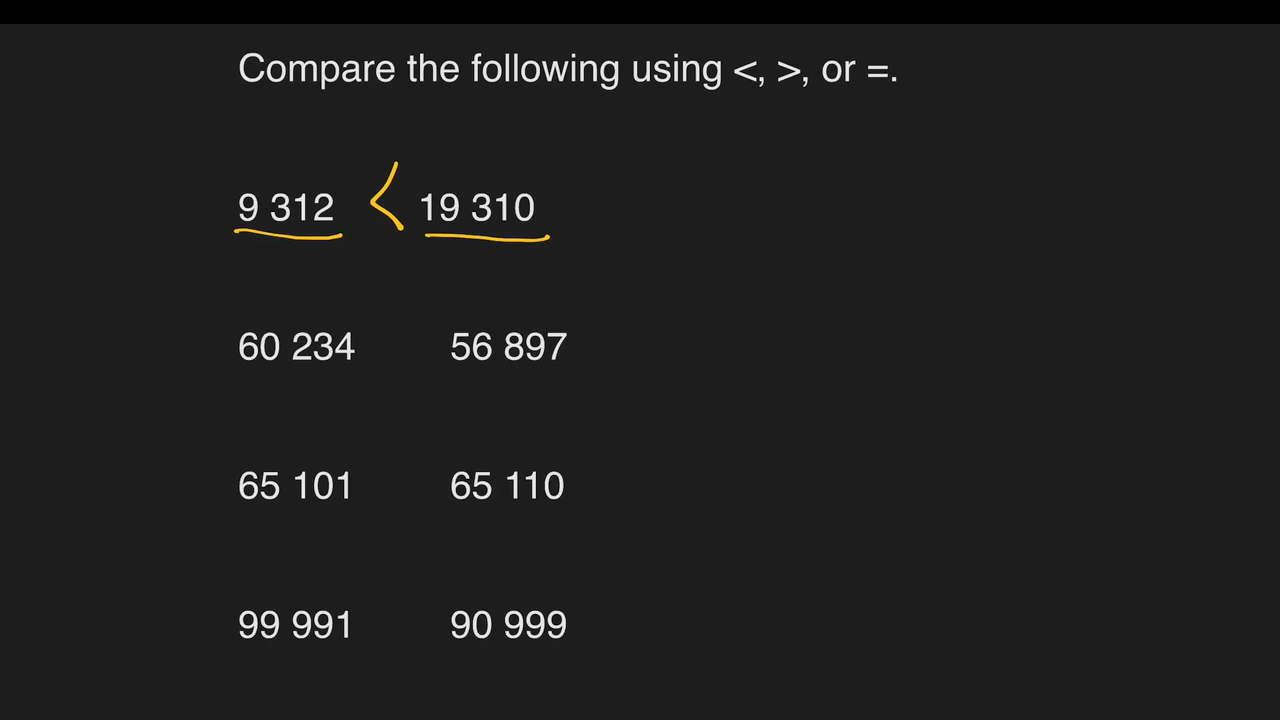 Compare the following using <, >, or =.
9 312 < 19 310
60 234 56 897
65 101 65 110
99 991 90 999